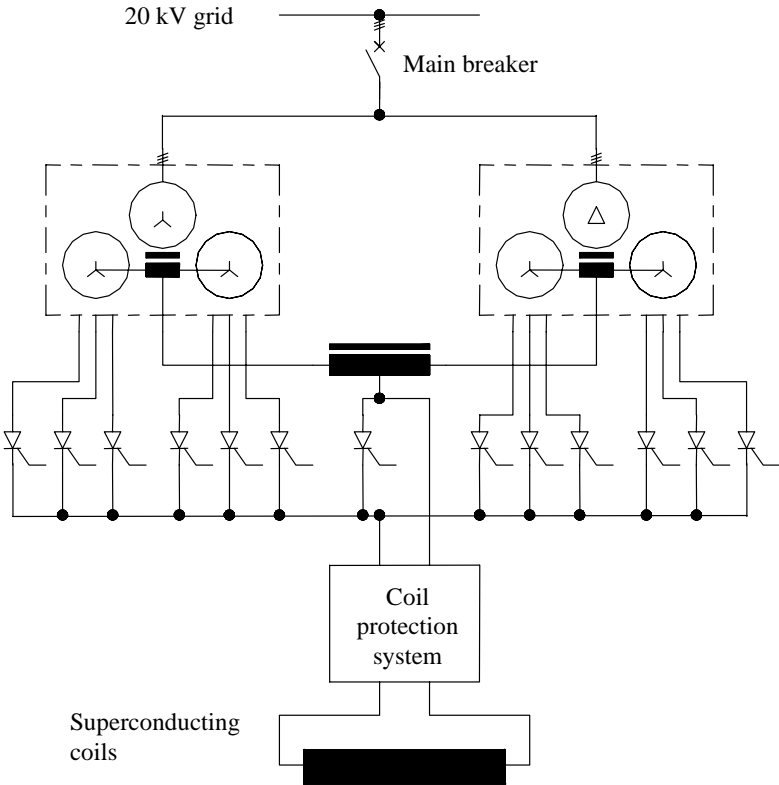 20 kV grid
Main breaker
Coil
protection
system
Superconducting
coils